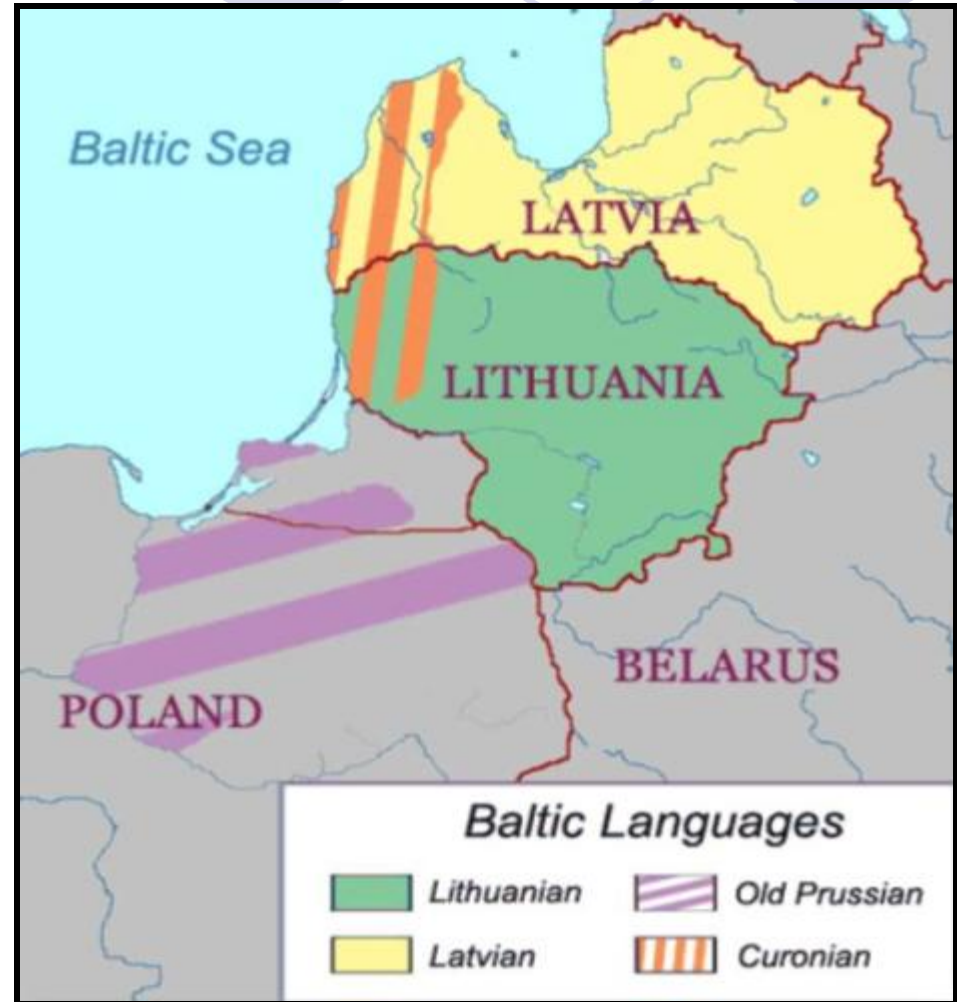 Baltic Sea
LATVIA
LITHUANIA
BELARUS
POLAND
Baltic Languages
Lithuanian
Old Prussian
Latvian
Curonian